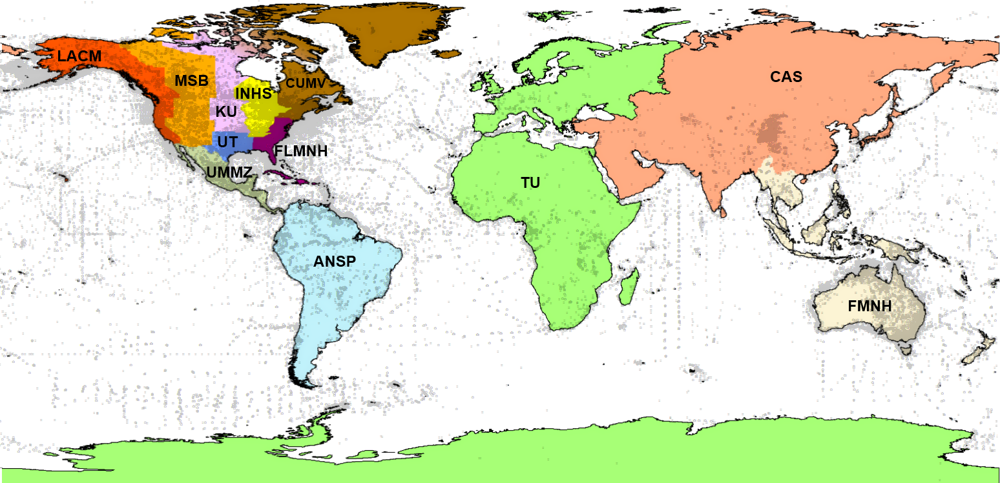 LACM
MSB
INHS
CUMV
KU
UT
FLMNH
UMMZ
ANSP
TU
CAS
FMNH